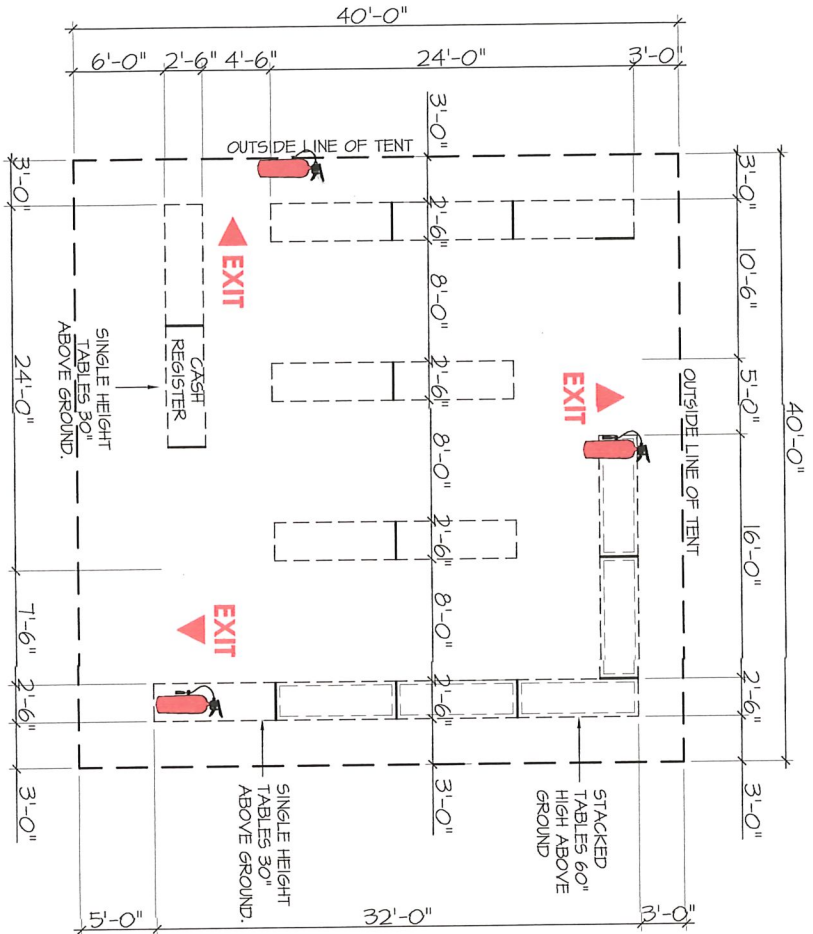 40'-0"
6'-0"
2'-6"
4'-6"
24'-0"
3'-0"
OUTSIDE LINE OF TENT
3'-0"
3'-0"
24'-0"
7'-6"
2'-6"
3'-0"
EXIT
CASH
REGISTER
SINGLE HEIGHT
TABLES 30"
ABOVE GROUND.
3'-0"
2'-6"
8'-0"
2'-6"
8'-0"
2'-6"
8'-0"
2'-6"
3'-0"
EXIT
EXIT
OUTSIDE LINE OF TENT
40'-0"
10'-6"
5'-0"
16'-0"
2'-6"
3'-0"
SINGLE HEIGHT
TABLES 30"
ABOVE GROUND.
STACKED
TABLES 60"
HIGH ABOVE
GROUND
5'-0"
32'-0"
3'-0"